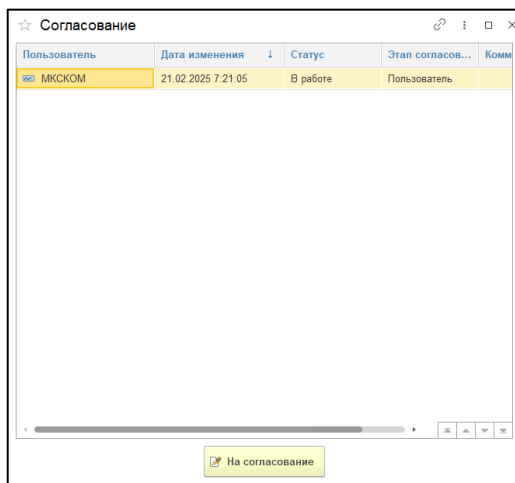 Согласование
Пользователь Дата изменения ↓ Статус Этап согласов... Комм
МКСКОМ 21.02.2025 7:21:05 В работе Пользователь
На согласование